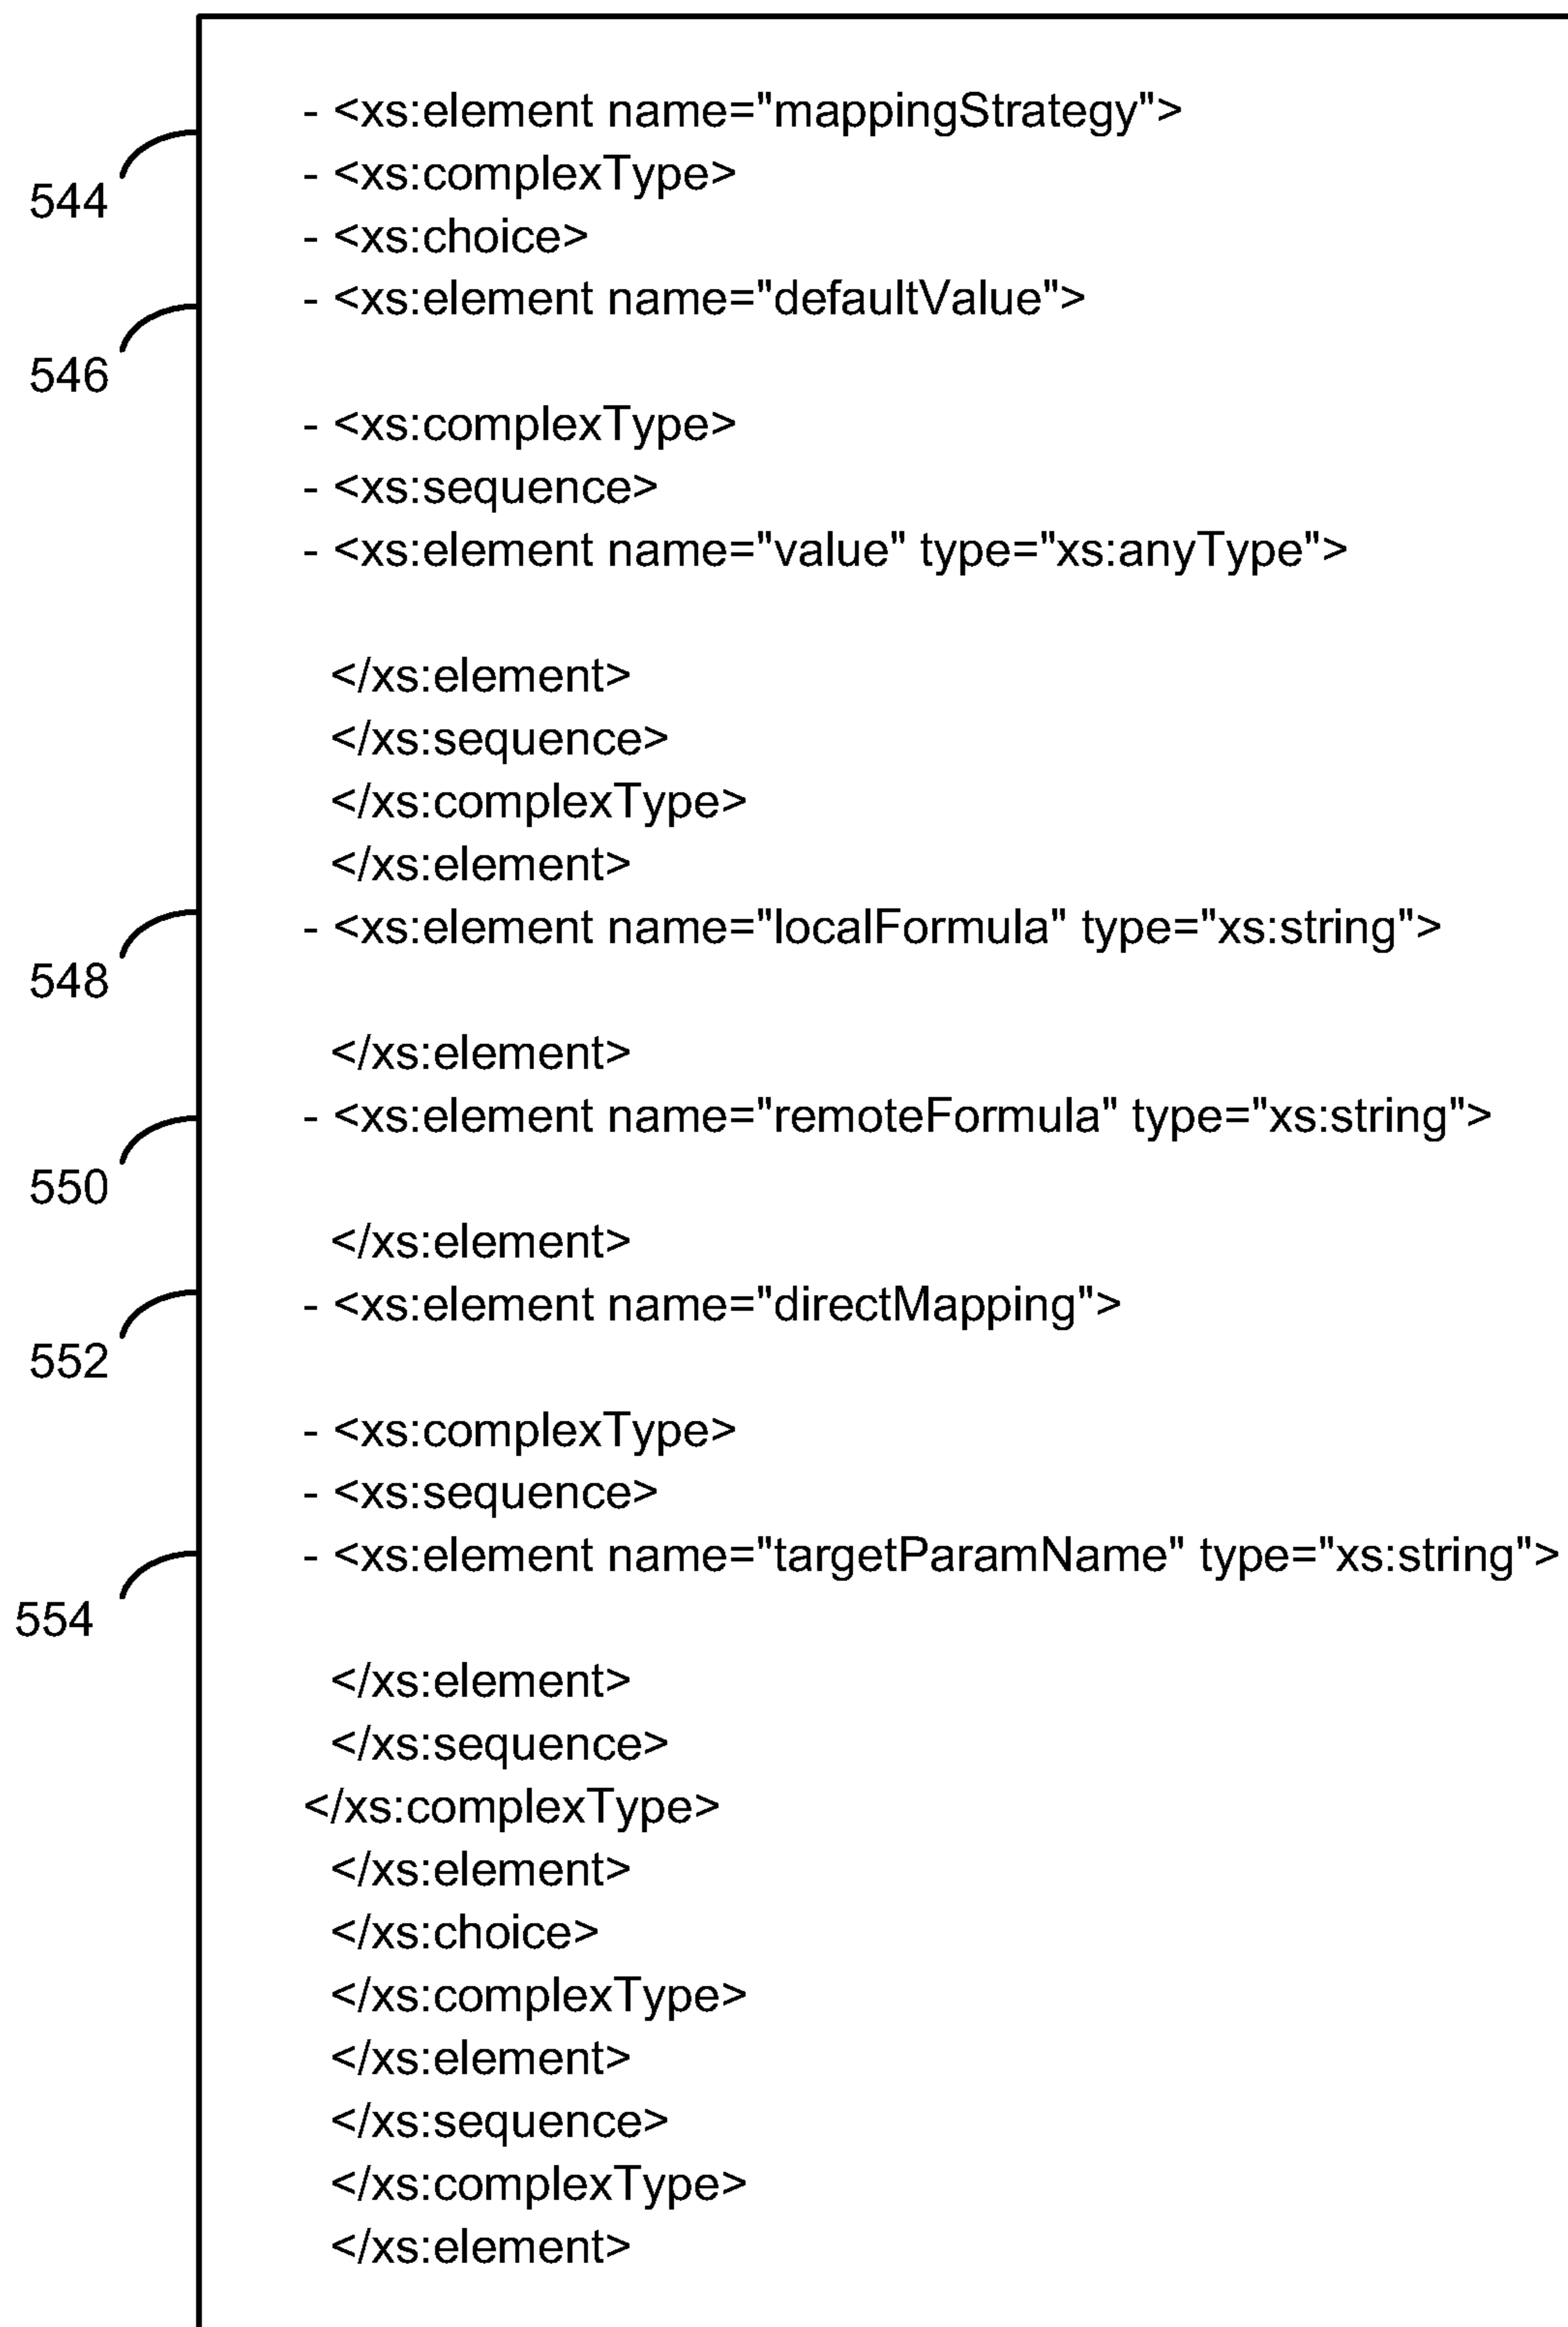 - <xs:element name="mappingStrategy">
- <xs:complexType>
544
- <xs:choice>
- <xs:element name="defaultValue">
546
- <xs:complexType>
- <xs:sequence>
- <xs:element name="value" type="xs:anyType">
</xs:element>
</xs:sequence>
</xs:complexType>
</xs:element>
- <xs:element name="localFormula" type="xs:string">
548
</xs:element>
- <xs:element name="remoteFormula" type="xs:string">
550
</xs:element>
- <xs:element name="directMapping">
552
- <xs:complexType>
- <xs:sequence>
- <xs:element name="targetParamName" type="xs:string">
554
</xs:element>
</xs:sequence>
</xs:complexType>
</xs:element>
</xs:choice>
</xs:complexType>
</xs:element>
</xs:sequence>
</xs:complexType>
</xs:element>